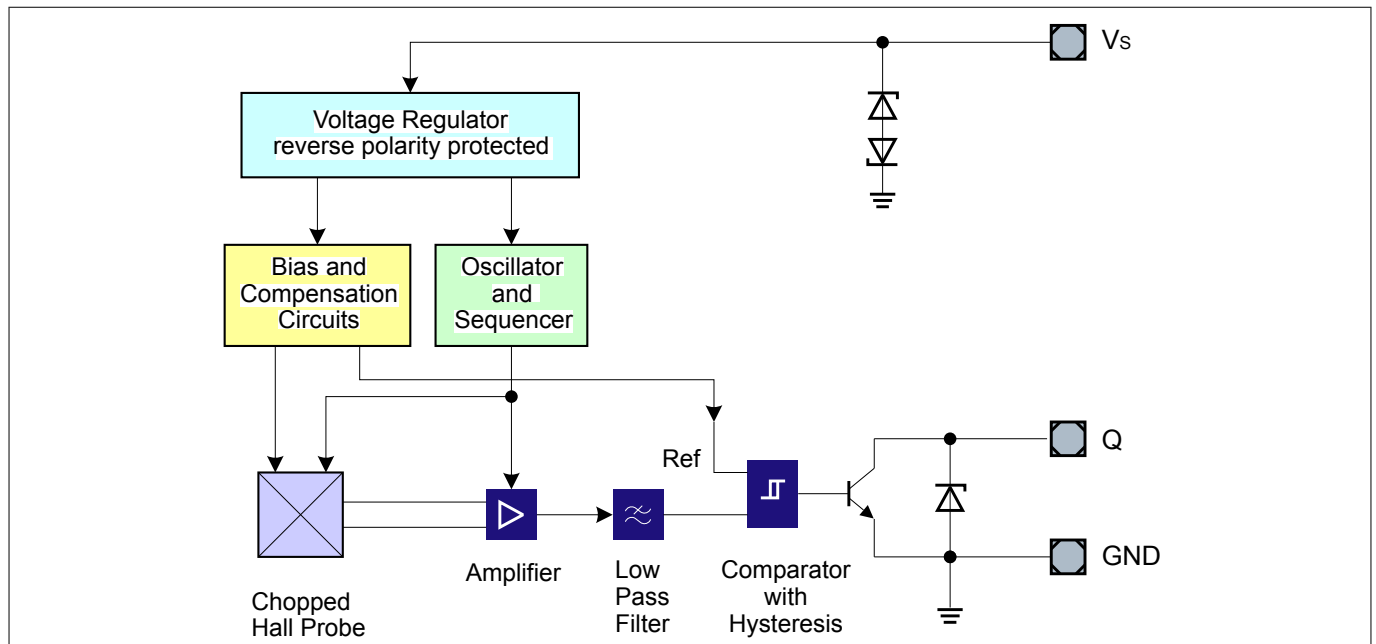 Vs
Voltage Regulator
reverse polarity protected
Bias and
Compensation
Circuits
Oscillator
and
Sequencer
Ref
Q
GND
Amplifier
Low
Pass
Filter
Comparator
with
Hysteresis
Chopped
Hall Probe